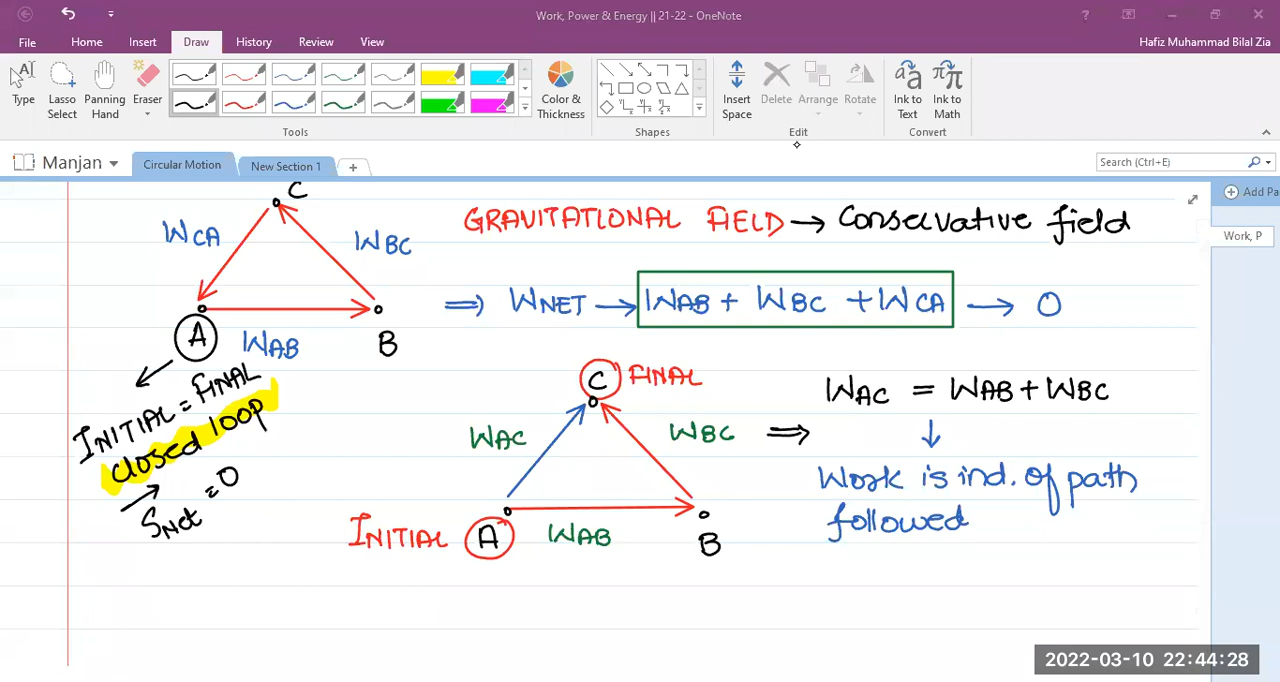 Work, Power & Energy || 21-22 - OneNote
File Home Insert Draw History Review View
Hafiz Muhammad Bilal Zia
Type
Lasso Select
Panning Hand
Eraser
Color & Thickness
Insert Space
Delete
Arrange
Rotate
Ink to Text
Ink to Math
Tools
Shapes
Edit
Convert
Manjan
Circular Motion
New Section 1
Search (Ctrl+E)
Add Pa
Work, P
C
WCA
WBC
A
WAB
B
INITIAL = FINAL
closed loop
SNet = 0
GRAVITATIONAL FIELD → Conservative field
⇒ WNET → WAB + WBC + WCA → 0
C FINAL
WAC
WBC
INITIAL A
WAB
B
⇒ WAC = WAB + WBC
↓
Work is ind. of path
followed
2022-03-10 22:44:28